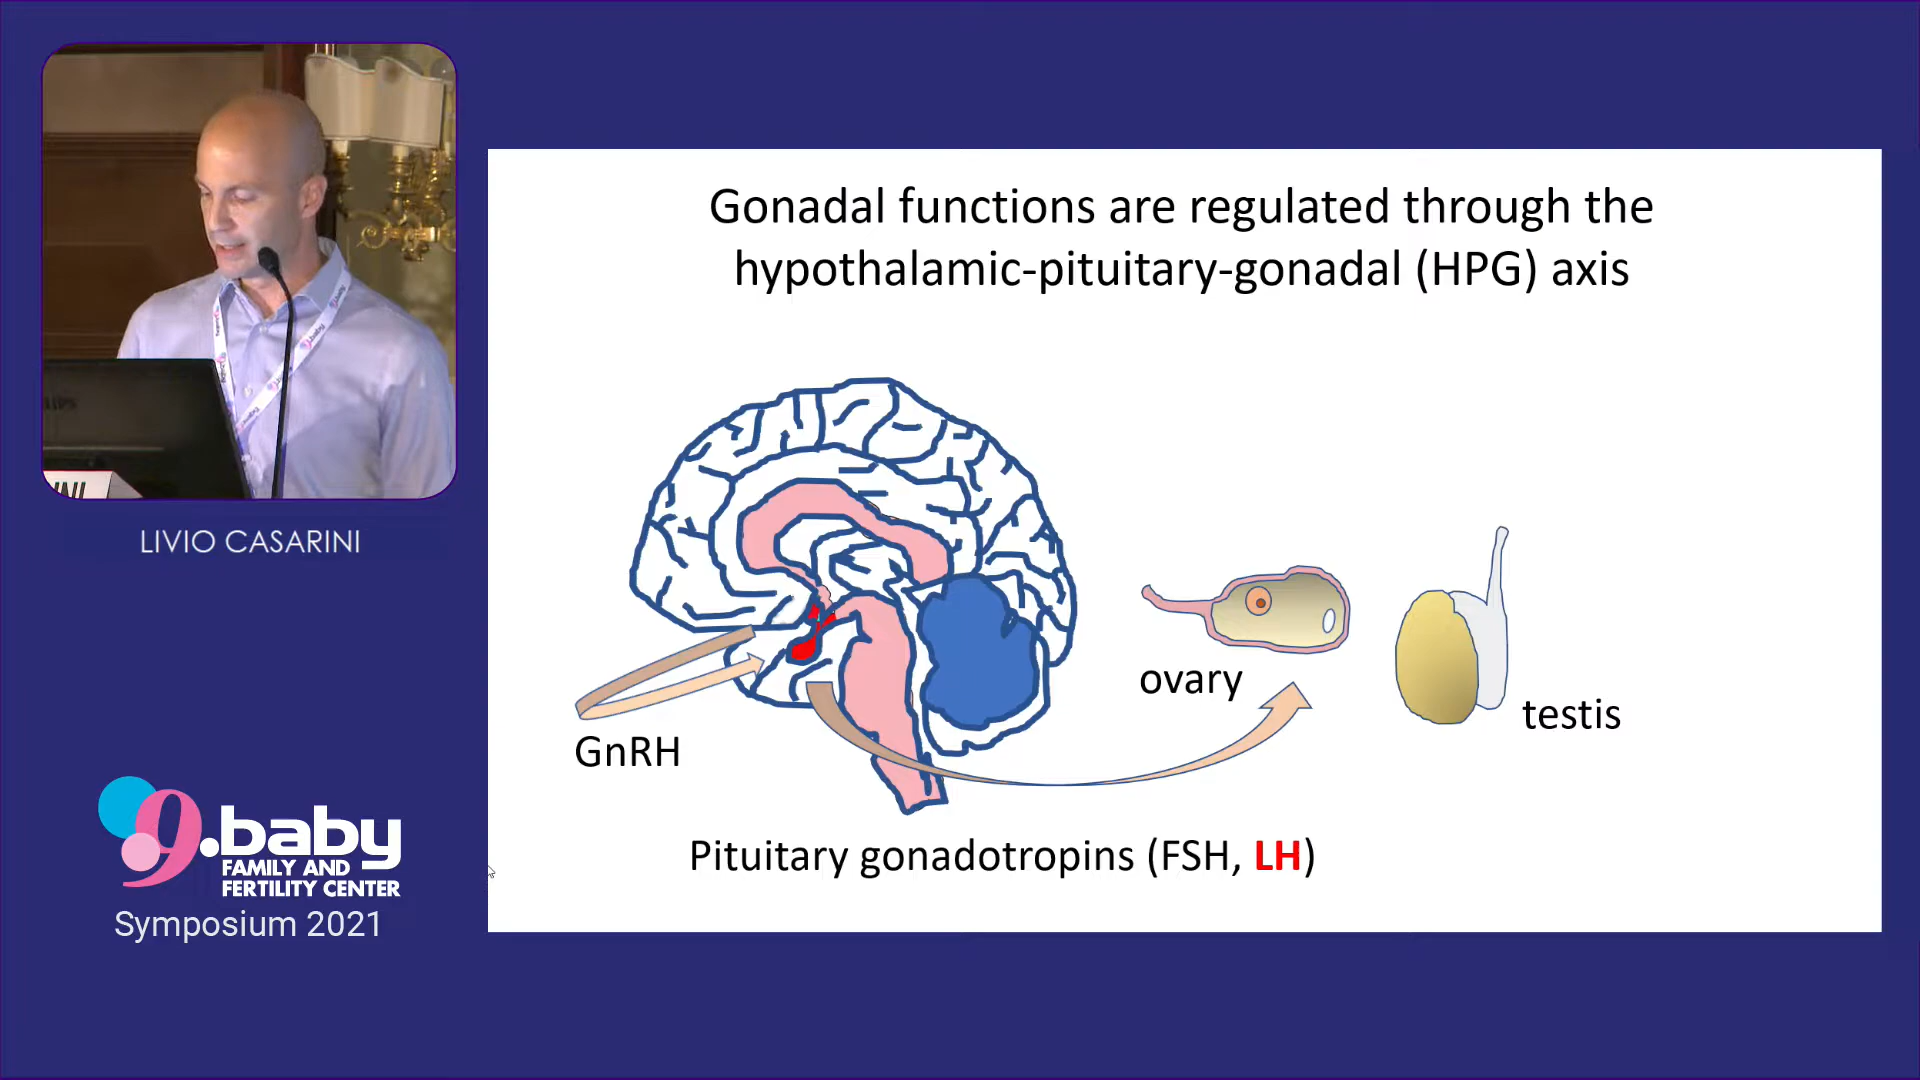 Gonadal functions are regulated through the
hypothalamic-pituitary-gonadal (HPG) axis
LIVIO CASARINI
ovary
testis
GnRH
Pituitary gonadotropins (FSH, LH)
9.baby
FAMILY AND
FERTILITY CENTER
Symposium 2021